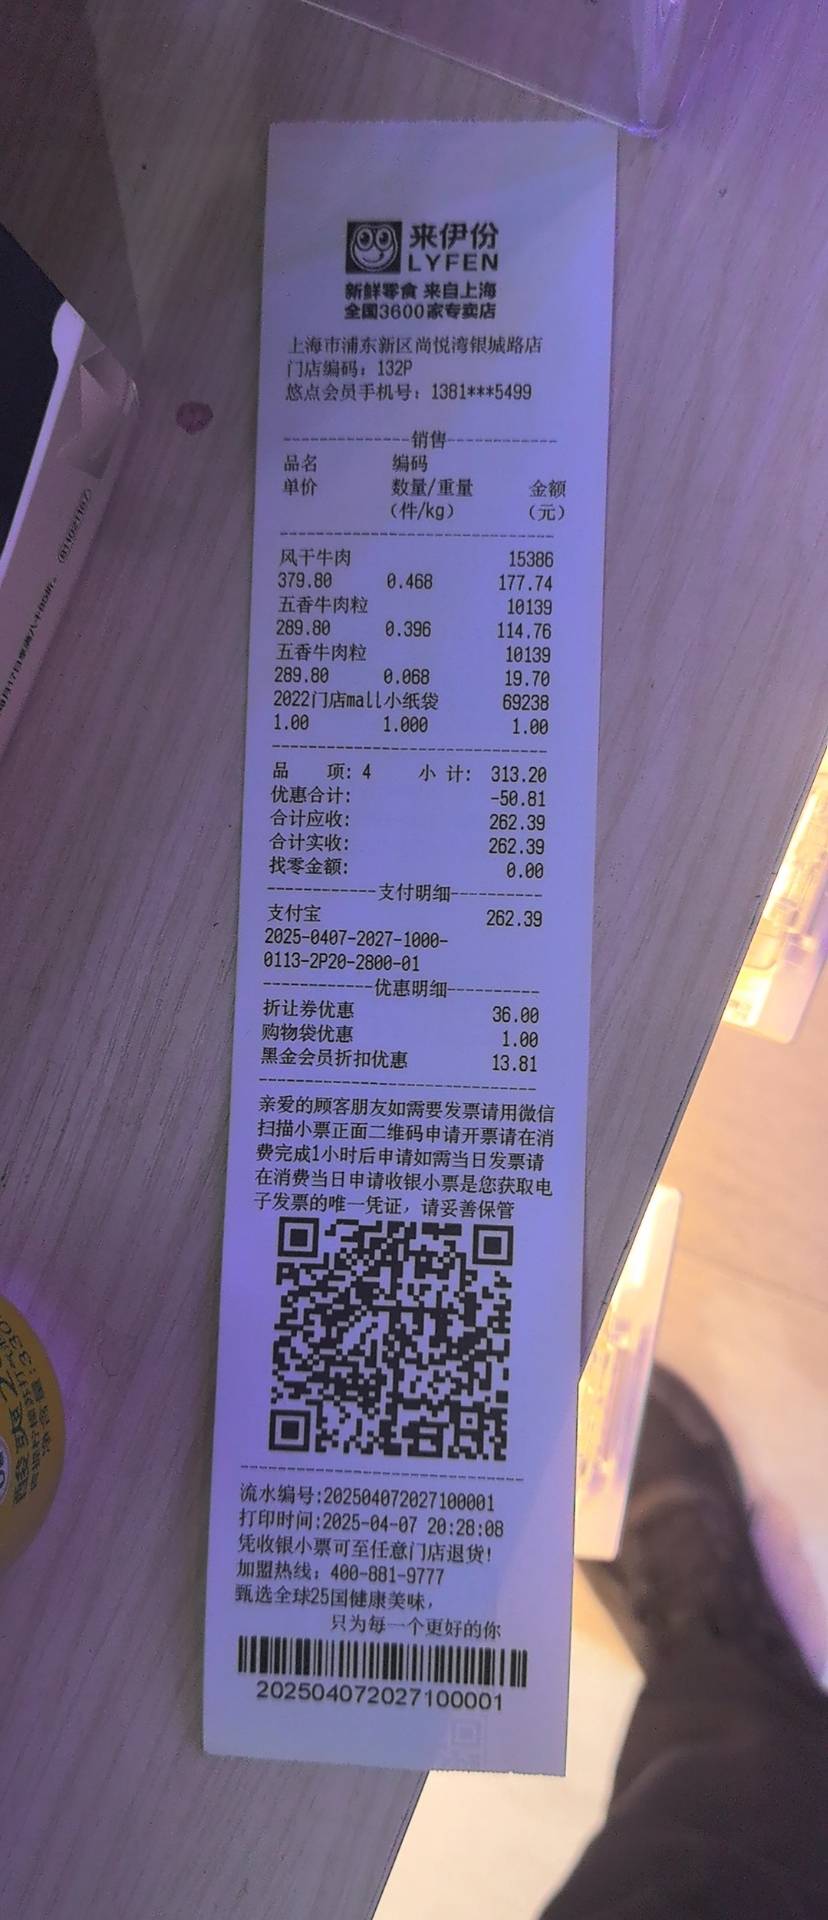 来伊份
LYFEN
新鲜零食 来自上海
全国3600家专卖店
上海市浦东新区尚悦湾银城路店
门店编码：132P
悠点会员手机号：1381***5499
--------------销售------------
品名 编码
单价 数量/重量 金额
（件/kg） （元）
------------------------------
风干牛肉 15386
379.80 0.468 177.74
五香牛肉粒 10139
289.80 0.396 114.76
五香牛肉粒 10139
289.80 0.068 19.70
2022门店mall小纸袋 69238
1.00 1.000 1.00
------------------------------
品 项: 4 小 计: 313.20
优惠合计: -50.81
合计应收: 262.39
合计实收: 262.39
找零金额: 0.00
------------支付明细----------
支付宝 262.39
2025-0407-2027-1000-
0113-2P20-2800-01
------------优惠明细----------
折让券优惠 36.00
购物袋优惠 1.00
黑金会员折扣优惠 13.81
------------------------------
亲爱的顾客朋友如需要发票请用微信
扫描小票正面二维码申请开票请在消
费完成1小时后申请如需当日发票请
在消费当日申请收银小票是您获取电
子发票的唯一凭证，请妥善保管
------------------------------
流水编号:202504072027100001
打印时间:2025-04-07 20:28:08
凭收银小票可至任意门店退货!
加盟热线：400-881-9777
甄选全球25国健康美味，
只为每一个更好的你
202504072027100001